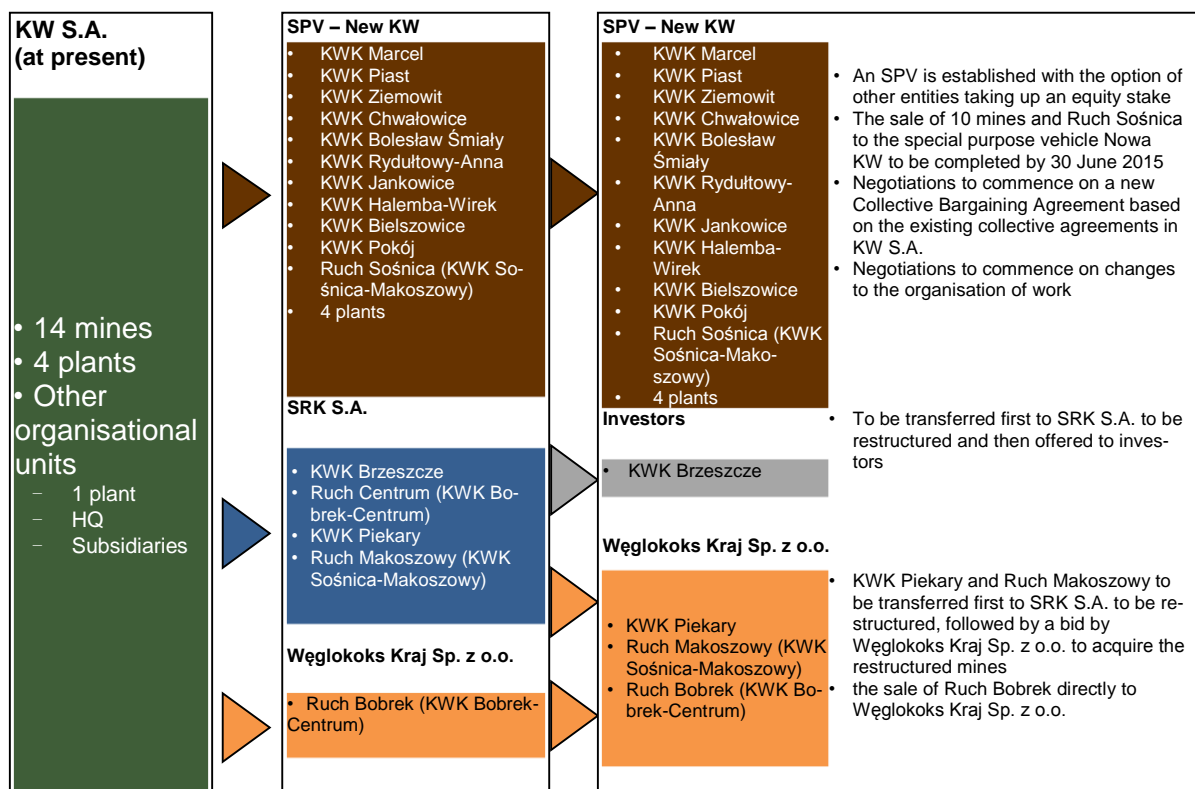 KW S.A.
(at present)
• 14 mines
• 4 plants
• Other
organisational
units
– 1 plant
– HQ
– Subsidiaries
SPV – New KW
• KWK Marcel
• KWK Piast
• KWK Ziemowit
• KWK Chwałowice
• KWK Bolesław Śmiały
• KWK Rydułtowy-Anna
• KWK Jankowice
• KWK Halemba-Wirek
• KWK Bielszowice
• KWK Pokój
• Ruch Sośnica (KWK So-
śnica-Makoszowy)
• 4 plants
SRK S.A.
• KWK Brzeszcze
• Ruch Centrum (KWK Bo-
brek-Centrum)
• KWK Piekary
• Ruch Makoszowy (KWK
Sośnica-Makoszowy)
Węglokoks Kraj Sp. z o.o.
• Ruch Bobrek (KWK Bobrek-
Centrum)
SPV – New KW
• KWK Marcel
• KWK Piast
• KWK Ziemowit
• KWK Chwałowice
• KWK Bolesław
Śmiały
• KWK Rydułtowy-
Anna
• KWK Jankowice
• KWK Halemba-
Wirek
• KWK Bielszowice
• KWK Pokój
• Ruch Sośnica (KWK
Sośnica-Mako-
szowy)
• 4 plants
Investors
• KWK Brzeszcze
Węglokoks Kraj Sp. z o.o.
• KWK Piekary
• Ruch Makoszowy (KWK
Sośnica-Makoszowy)
• Ruch Bobrek (KWK Bo-
brek-Centrum)
• An SPV is established with the option of
other entities taking up an equity stake
• The sale of 10 mines and Ruch Sośnica
to the special purpose vehicle Nowa
KW to be completed by 30 June 2015
• Negotiations to commence on a new
Collective Bargaining Agreement based
on the existing collective agreements in
KW S.A.
• Negotiations to commence on changes
to the organisation of work
• To be transferred first to SRK S.A. to be
restructured and then offered to inves-
tors
• KWK Piekary and Ruch Makoszowy to
be transferred first to SRK S.A. to be re-
structured, followed by a bid by
Węglokoks Kraj Sp. z o.o. to acquire the
restructured mines
• the sale of Ruch Bobrek directly to
Węglokoks Kraj Sp. z o.o.